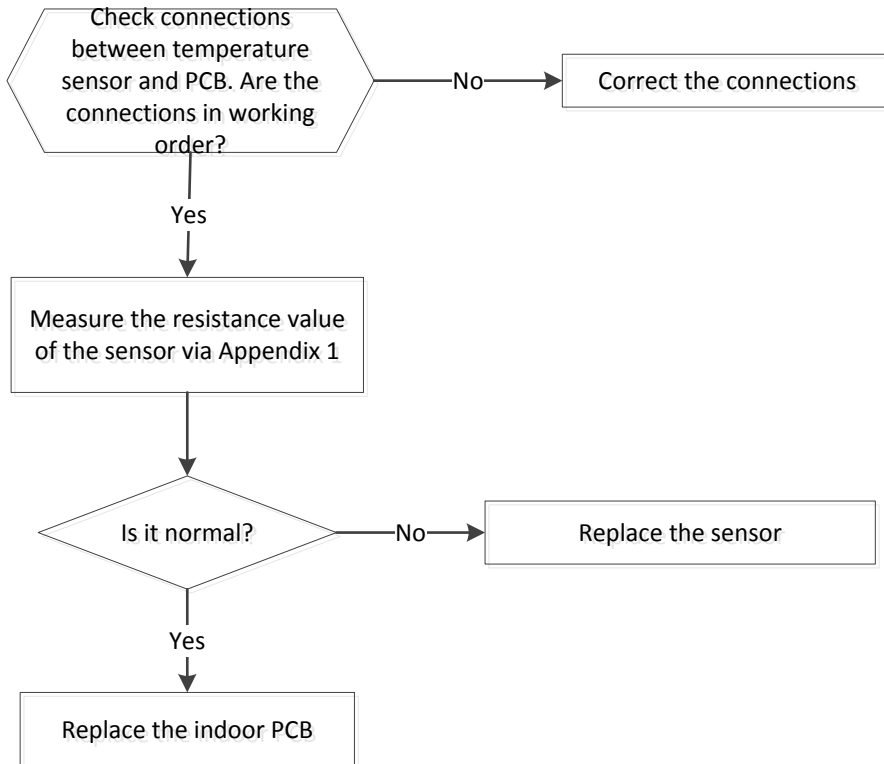 Check connections
between temperature
sensor and PCB. Are the
connections in working
order?
No
Correct the connections
Yes
Measure the resistance value
of the sensor via Appendix 1
Is it normal?
No
Replace the sensor
Yes
Replace the indoor PCB